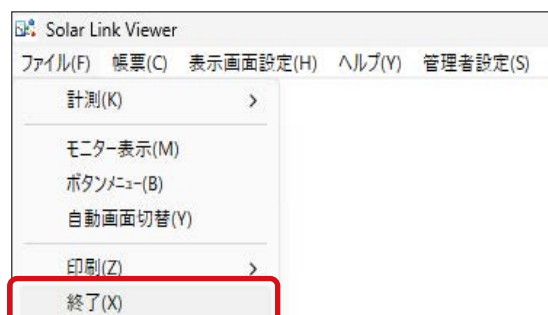 Solar Link Viewer
ファイル(F) 帳票(C) 表示画面設定(H) ヘルプ(Y) 管理者設定(S)
計測(K) >
モニター表示(M)
ボタンメニュー(B)
自動画面切替(Y)
印刷(Z) >
終了(X)